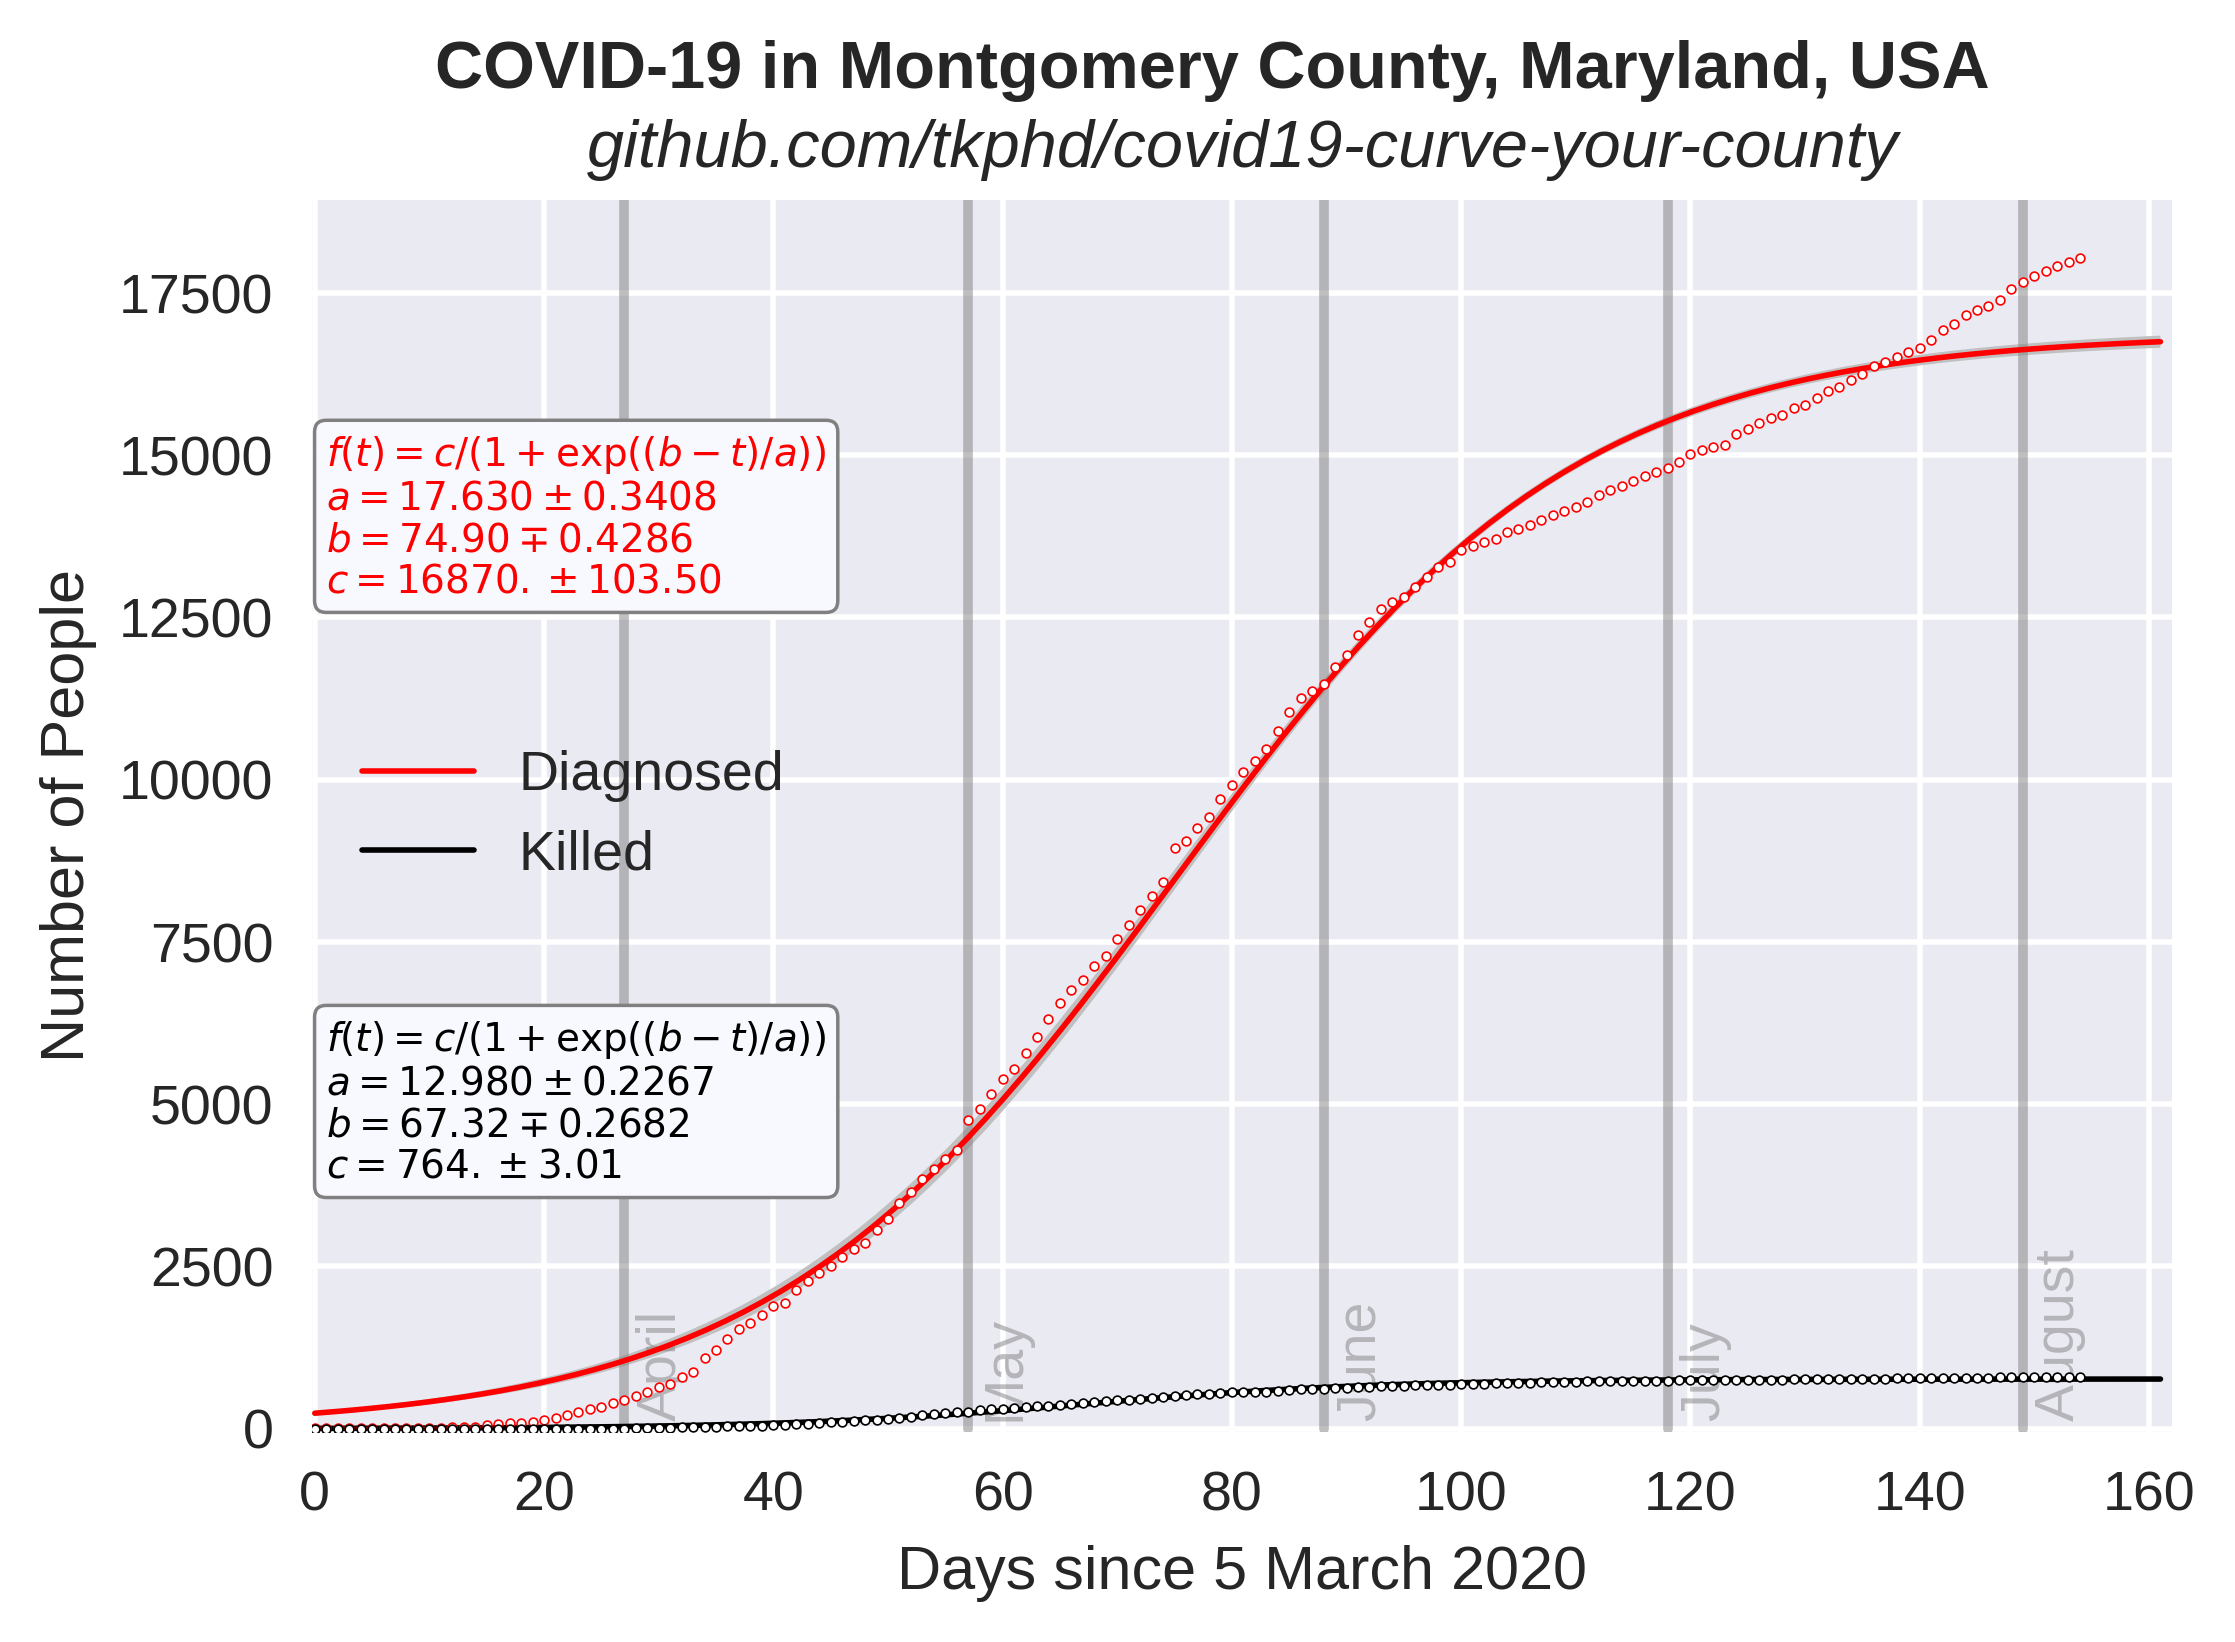 COVID-19 in Montgomery County, Maryland, USA
github.com/tkphd/covid19-curve-your-county
Number of People
17500
15000
12500
10000
7500
5000
2500
0
f(t) = c/(1 + exp((b − t)/a))
a = 17.630 ± 0.3408
b = 74.90 ∓ 0.4286
c = 16870. ± 103.50
Diagnosed
Killed
f(t) = c/(1 + exp((b − t)/a))
a = 12.980 ± 0.2267
b = 67.32 ∓ 0.2682
c = 764. ± 3.01
April
May
June
July
August
0 20 40 60 80 100 120 140 160
Days since 5 March 2020